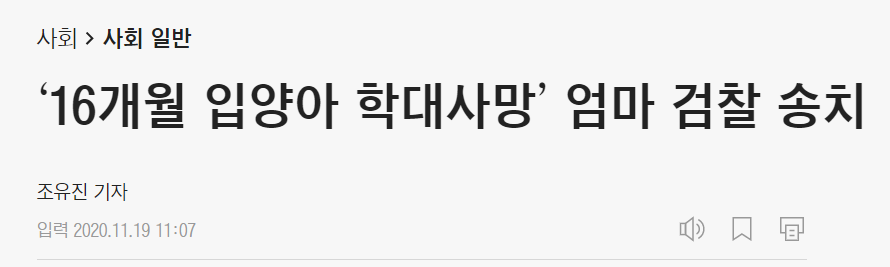 사회 > 사회 일반
‘16개월 입양아 학대사망’ 엄마 검찰 송치
조유진 기자
입력 2020.11.19 11:07